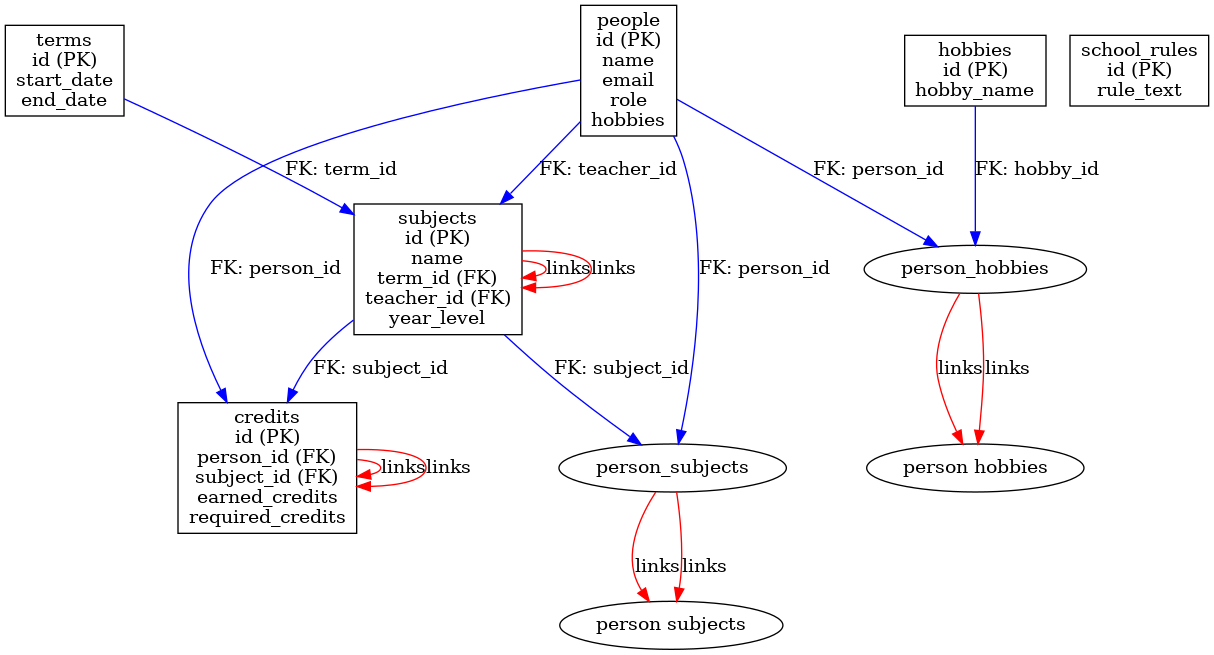 terms
id (PK)
start_date
end_date
people
id (PK)
name
email
role
hobbies
hobbies
id (PK)
hobby_name
school_rules
id (PK)
rule_text
FK: term_id
FK: teacher_id
FK: person_id
FK: hobby_id
subjects
id (PK)
name
term_id (FK)
teacher_id (FK)
year_level
links
links
FK: person_id
FK: person_id
person_hobbies
FK: subject_id
FK: subject_id
links
links
credits
id (PK)
person_id (FK)
subject_id (FK)
earned_credits
required_credits
links
links
person_subjects
person hobbies
links
links
person subjects